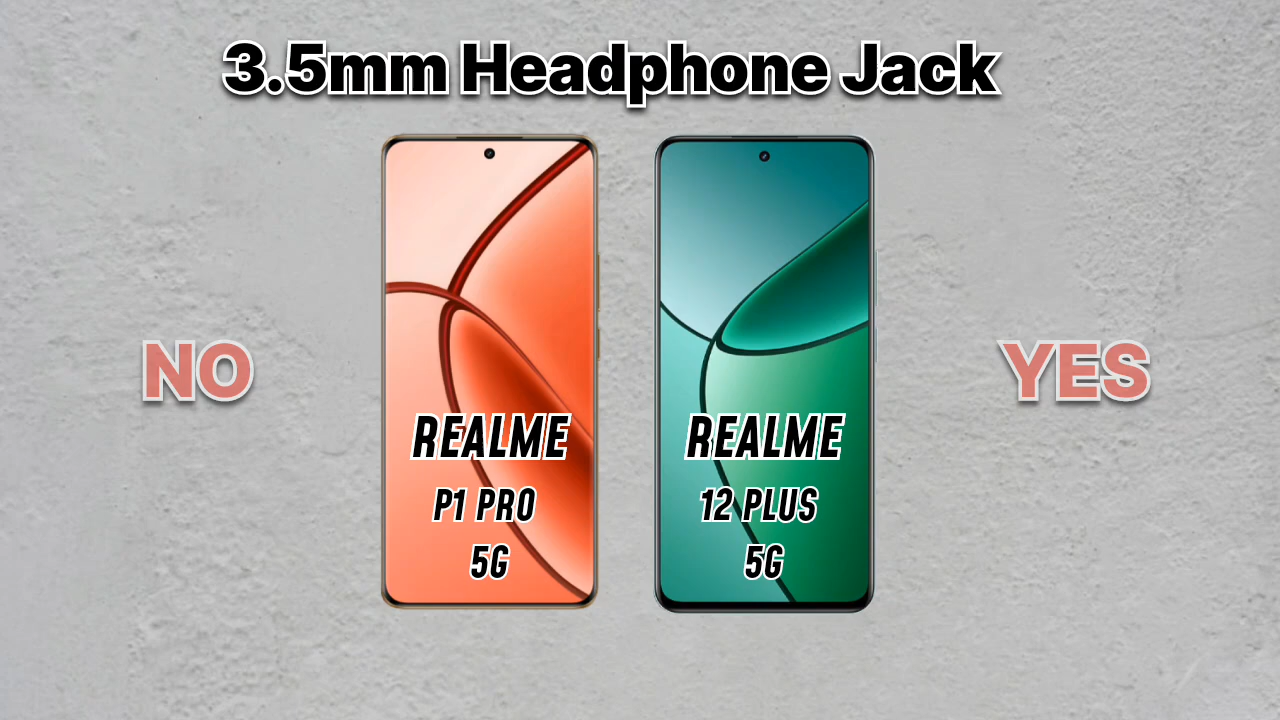 3.5mm Headphone Jack
NO
YES
REALME
P1 PRO
5G
REALME
12 PLUS
5G